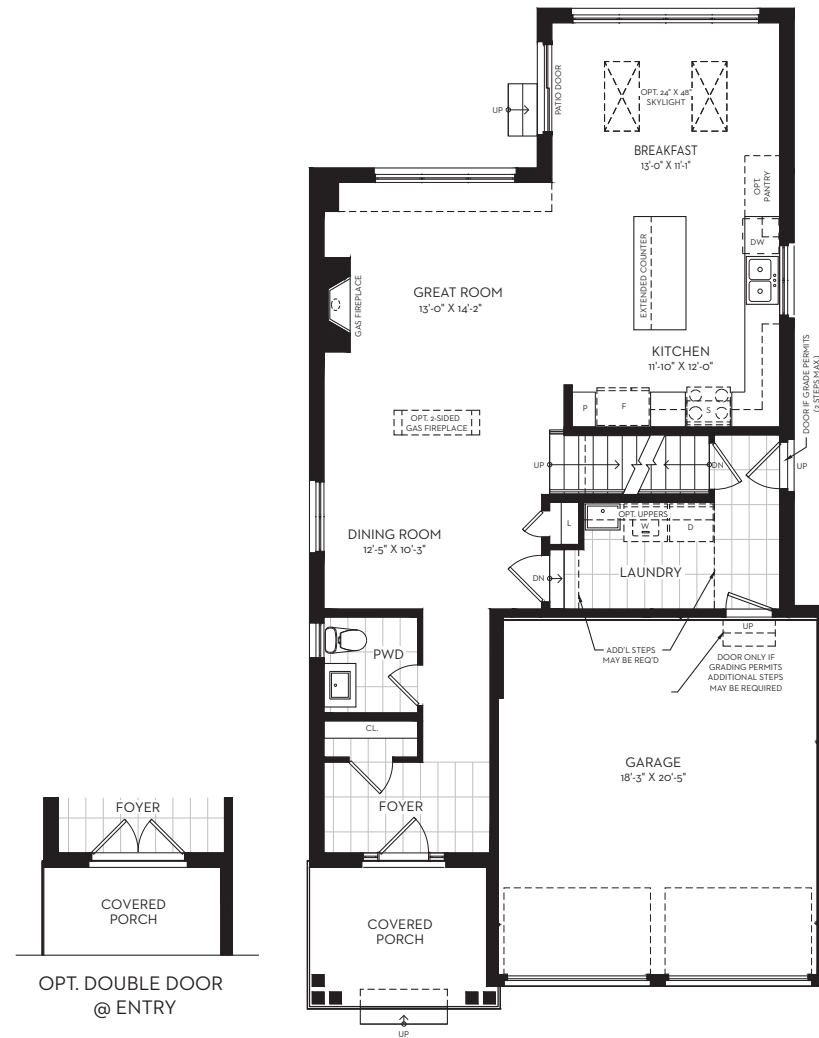 UP
PATIO DOOR
OPT. 24" X 48"
SKYLIGHT
BREAKFAST
13'-0" X 11'-1"
OPT.
PANTRY
DW
EXTENDED COUNTER
GREAT ROOM
13'-0" X 14'-2"
GAS FIREPLACE
KITCHEN
11'-10" X 12'-0"
DOOR IF GRADE PERMITS
(2 STEPS MAX.)
P
F
S
OPT. 2-SIDED
GAS FIREPLACE
UP
DN
UP
OPT. UPPERS
L
W
D
DINING ROOM
12'-5" X 10'-3"
LAUNDRY
DN
PWD
ADD'L STEPS
MAY BE REQ'D
UP
DOOR ONLY IF
GRADING PERMITS
ADDITIONAL STEPS
MAY BE REQUIRED
CL.
GARAGE
18'-3" X 20'-5"
FOYER
FOYER
COVERED
PORCH
COVERED
PORCH
OPT. DOUBLE DOOR
@ ENTRY
UP